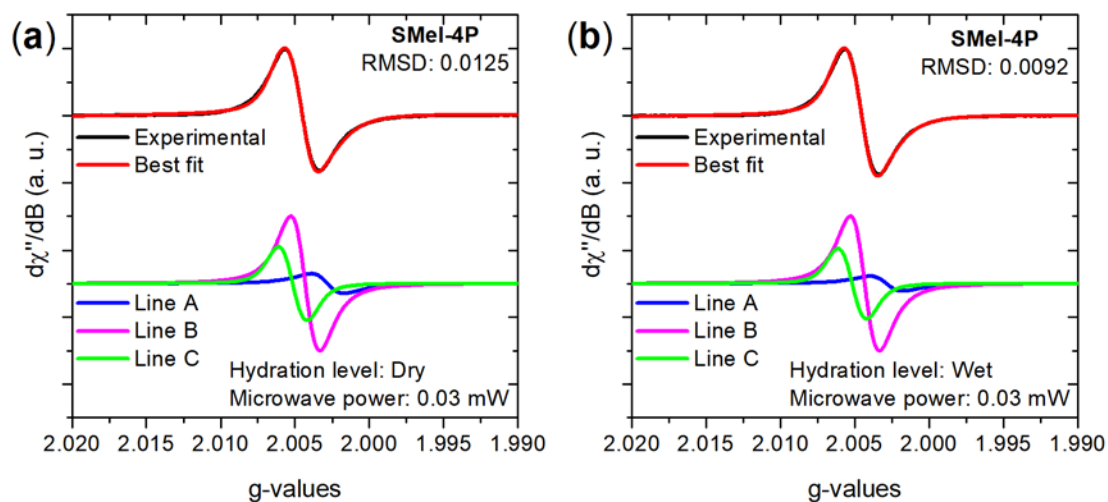 (a)
SMel-4P
RMSD: 0.0125
Experimental
Best fit
dχ''/dB (a. u.)
Line A
Line B
Line C
Hydration level: Dry
Microwave power: 0.03 mW
2.020 2.015 2.010 2.005 2.000 1.995 1.990
g-values
(b)
SMel-4P
RMSD: 0.0092
Experimental
Best fit
dχ''/dB (a. u.)
Line A
Line B
Line C
Hydration level: Wet
Microwave power: 0.03 mW
2.020 2.015 2.010 2.005 2.000 1.995 1.990
g-values